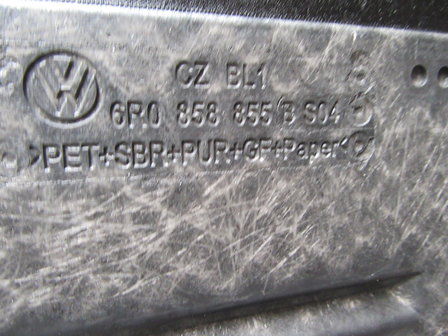 CZ BL1
6R0 858 855 B S04
>PET+SBR+PUR+GF+Paper<